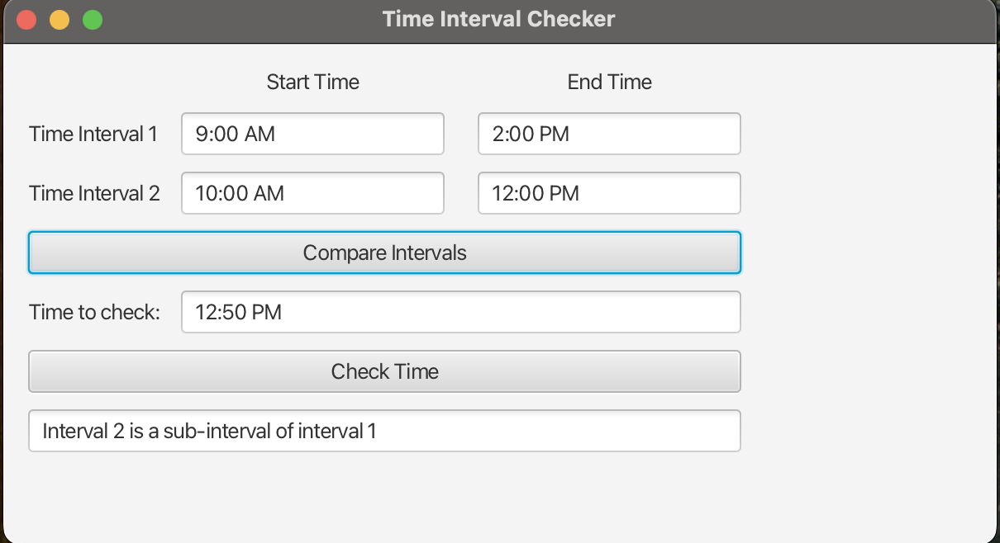 Time Interval Checker
Start Time End Time
Time Interval 1 9:00 AM 2:00 PM
Time Interval 2 10:00 AM 12:00 PM
Compare Intervals
Time to check: 12:50 PM
Check Time
Interval 2 is a sub-interval of interval 1